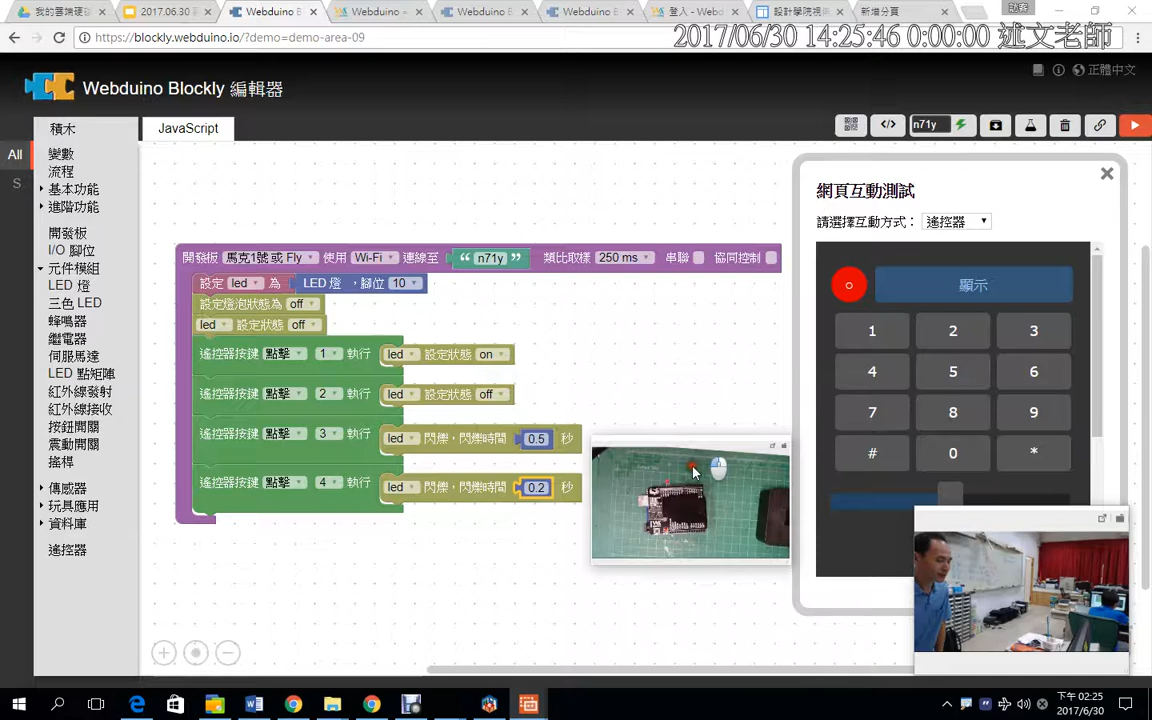 我的雲端硬碟
2017.06.30
Webduino B
Webduino
Webduino B
Webduino B
登入 - Webd
設計學院視
新增分頁
訪客
https://blockly.webduino.io/?demo=demo-area-09
2017/06/30 14:25:46 0:00:00 述文老師
Webduino Blockly 編輯器
正體中文
積木
JavaScript
n71y
All
S
變數
流程
基本功能
進階功能
開發板
I/O 腳位
元件模組
LED 燈
三色 LED
蜂鳴器
繼電器
伺服馬達
LED 點矩陣
紅外線發射
紅外線接收
按鈕開關
震動開關
搖桿
傳感器
玩具應用
資料庫
遙控器
開發板 馬克1號 或 Fly 使用 Wi-Fi 連線至 “ n71y ” 類比取樣 250 ms 串聯 協同控制
設定 led 為 LED 燈 ，腳位 10
設定燈泡狀態為 off
led 設定狀態 off
遙控器按鍵 點擊 1 執行 led 設定狀態 on
遙控器按鍵 點擊 2 執行 led 設定狀態 off
遙控器按鍵 點擊 3 執行 led 閃爍，閃爍時間 0.5 秒
遙控器按鍵 點擊 4 執行 led 閃爍，閃爍時間 0.2 秒
網頁互動測試
請選擇互動方式： 遙控器
顯示
1 2 3
4 5 6
7 8 9
# 0 *
下午 02:25
2017/6/30